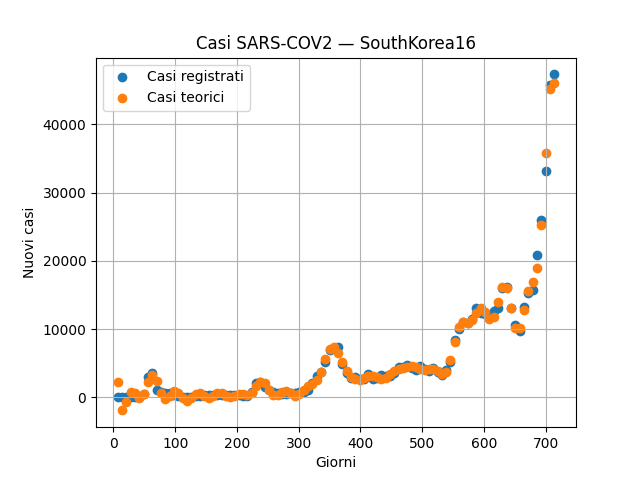 Casi SARS-COV2 — SouthKorea16
Casi registrati
Casi teorici
40000
30000
20000
10000
0
Nuovi casi
0 100 200 300 400 500 600 700
Giorni